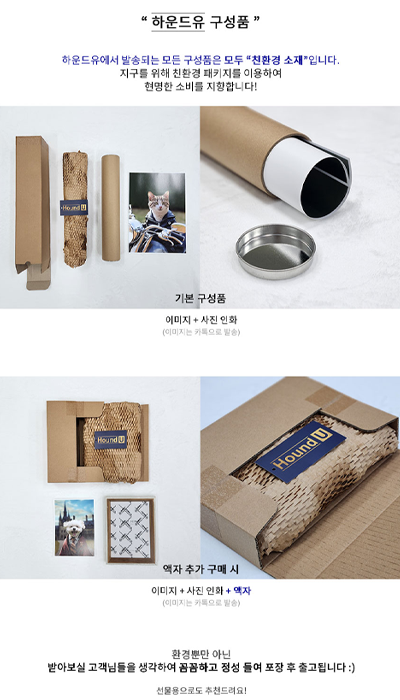 “ 하운드유 구성품 ”
하운드유에서 발송되는 모든 구성품은 모두 “친환경 소재”입니다.
지구를 위해 친환경 패키지를 이용하여
현명한 소비를 지향합니다!
Hound U
기본 구성품
이미지 + 사진 인화
(이미지는 카톡으로 발송)
Hound U
Hound U
액자 추가 구매 시
이미지 + 사진 인화 + 액자
(이미지는 카톡으로 발송)
환경뿐만 아닌
받아보실 고객님들을 생각하여 꼼꼼하고 정성 들여 포장 후 출고됩니다 :)
선물용으로도 추천드려요!